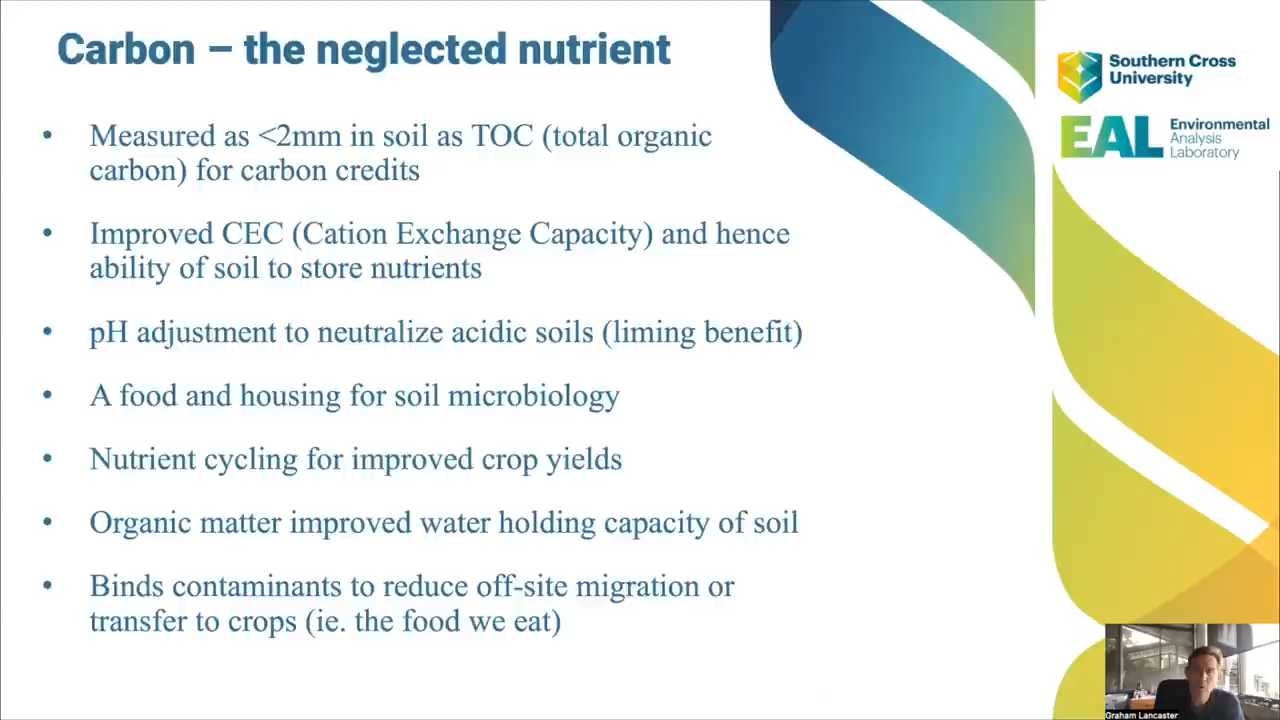 Carbon – the neglected nutrient
Southern Cross
University
EAL
Environmental
Analysis
Laboratory
• Measured as <2mm in soil as TOC (total organic
carbon) for carbon credits
• Improved CEC (Cation Exchange Capacity) and hence
ability of soil to store nutrients
• pH adjustment to neutralize acidic soils (liming benefit)
• A food and housing for soil microbiology
• Nutrient cycling for improved crop yields
• Organic matter improved water holding capacity of soil
• Binds contaminants to reduce off-site migration or
transfer to crops (ie. the food we eat)
Graham Lancaster